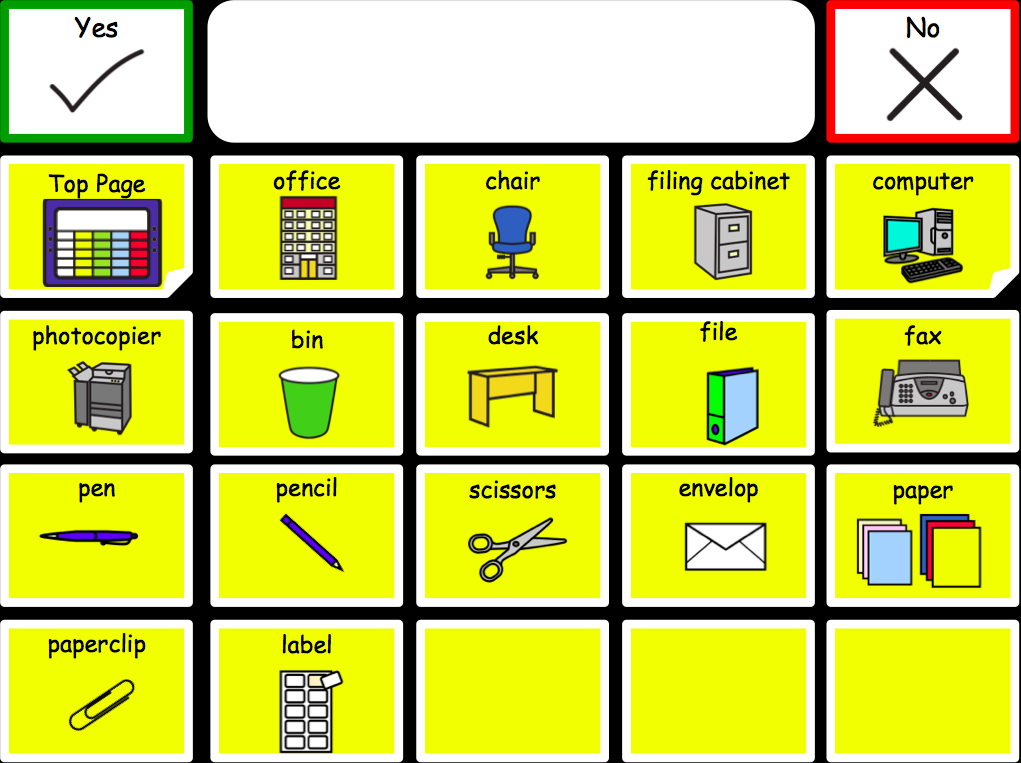 Yes
No
Top Page
office
chair
filing cabinet
computer
photocopier
bin
desk
file
fax
pen
pencil
scissors
envelop
paper
paperclip
label